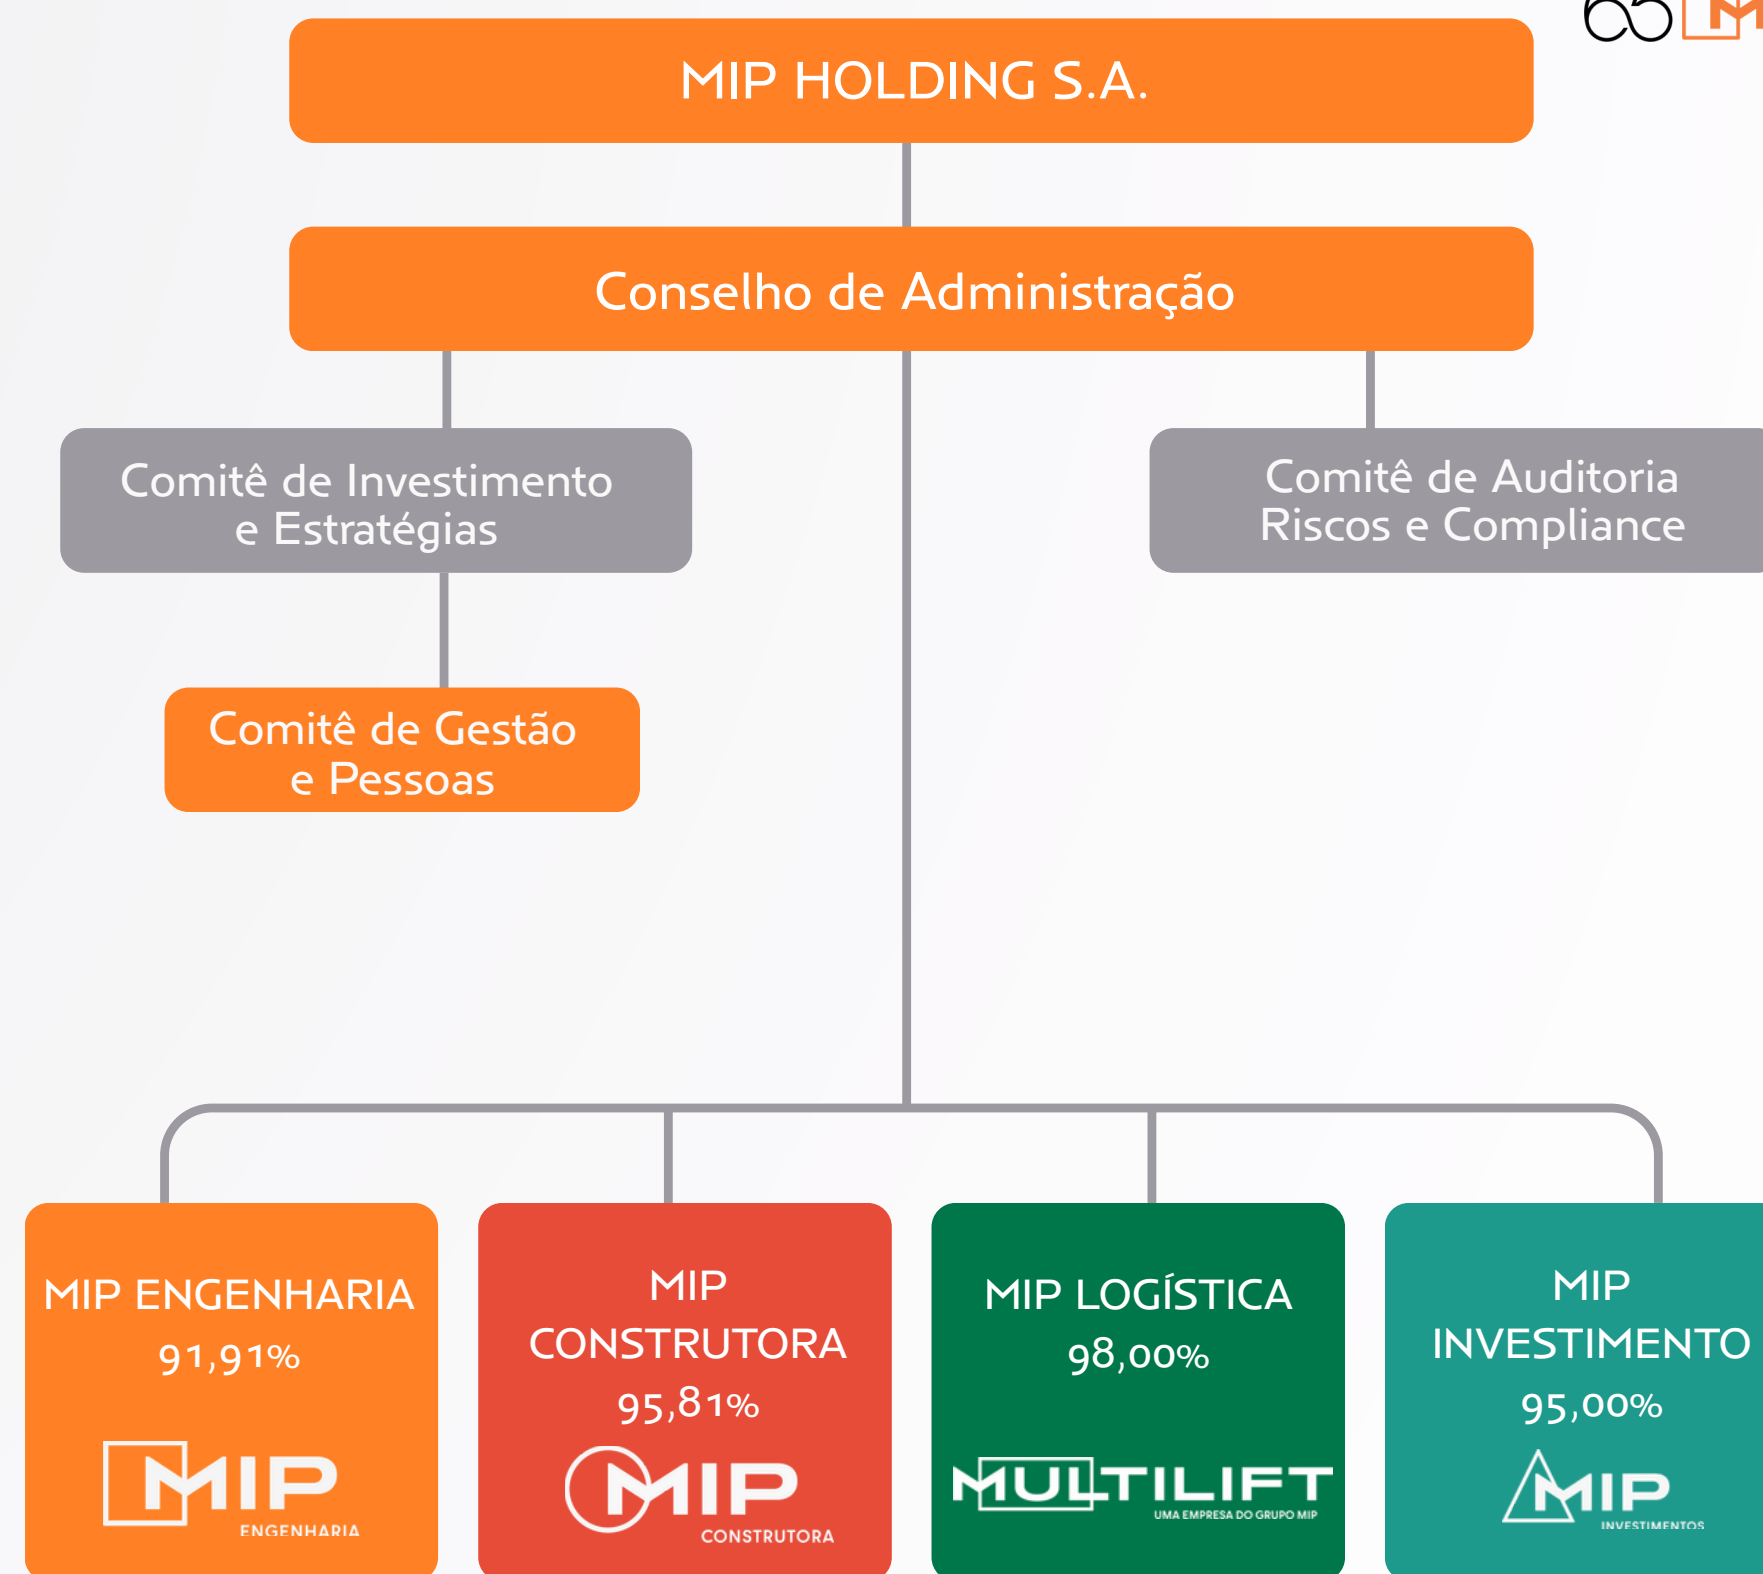 65 M
MIP HOLDING S.A.
Conselho de Administração
Comitê de Investimento
e Estratégias
Comitê de Auditoria
Riscos e Compliance
Comitê de Gestão
e Pessoas
MIP ENGENHARIA
91,91%
MIP
ENGENHARIA
MIP
CONSTRUTORA
95,81%
MIP
CONSTRUTORA
MIP LOGÍSTICA
98,00%
MULTILIFT
UMA EMPRESA DO GRUPO MIP
MIP
INVESTIMENTO
95,00%
MIP
INVESTIMENTOS